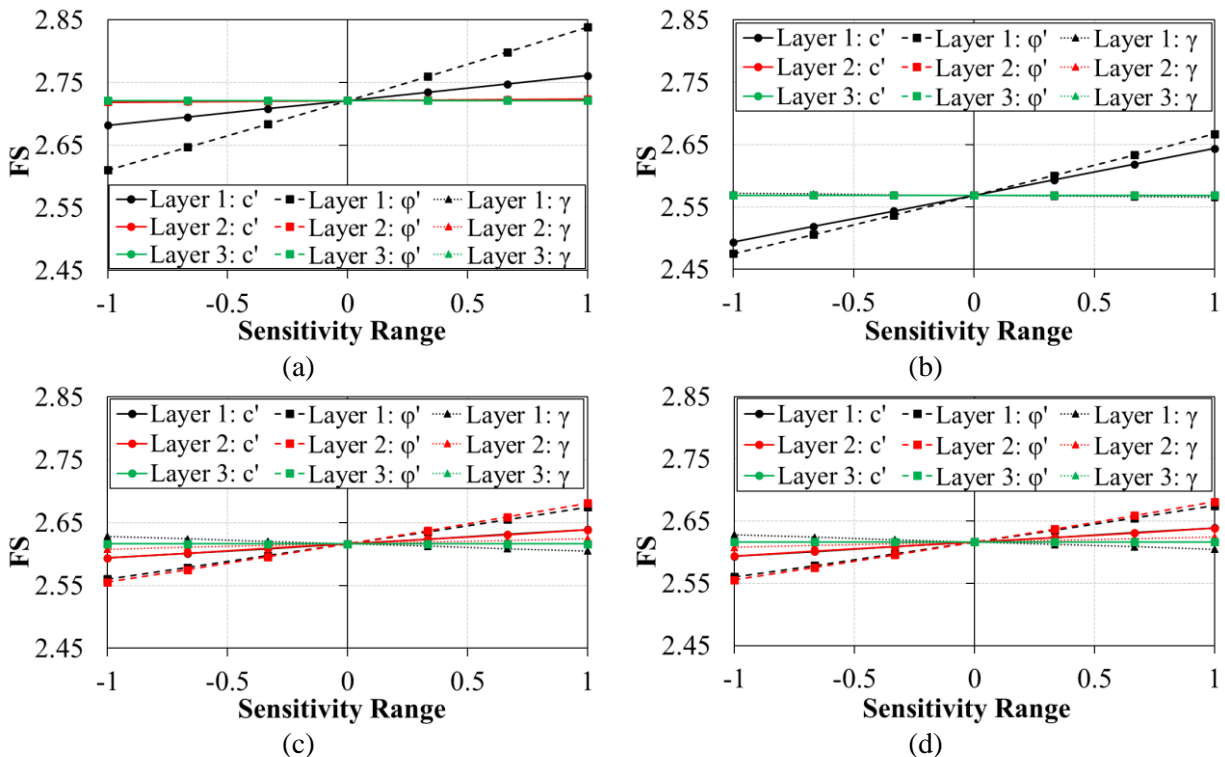 2.85
2.75
2.65
2.55
2.45
FS
Layer 1: c' Layer 1: φ' Layer 1: γ
Layer 2: c' Layer 2: φ' Layer 2: γ
Layer 3: c' Layer 3: φ' Layer 3: γ
-1 -0.5 0 0.5 1
Sensitivity Range
(a)
2.85
2.75
2.65
2.55
2.45
FS
Layer 1: c' Layer 1: φ' Layer 1: γ
Layer 2: c' Layer 2: φ' Layer 2: γ
Layer 3: c' Layer 3: φ' Layer 3: γ
-1 -0.5 0 0.5 1
Sensitivity Range
(b)
2.85
2.75
2.65
2.55
2.45
FS
Layer 1: c' Layer 1: φ' Layer 1: γ
Layer 2: c' Layer 2: φ' Layer 2: γ
Layer 3: c' Layer 3: φ' Layer 3: γ
-1 -0.5 0 0.5 1
Sensitivity Range
(c)
2.85
2.75
2.65
2.55
2.45
FS
Layer 1: c' Layer 1: φ' Layer 1: γ
Layer 2: c' Layer 2: φ' Layer 2: γ
Layer 3: c' Layer 3: φ' Layer 3: γ
-1 -0.5 0 0.5 1
Sensitivity Range
(d)